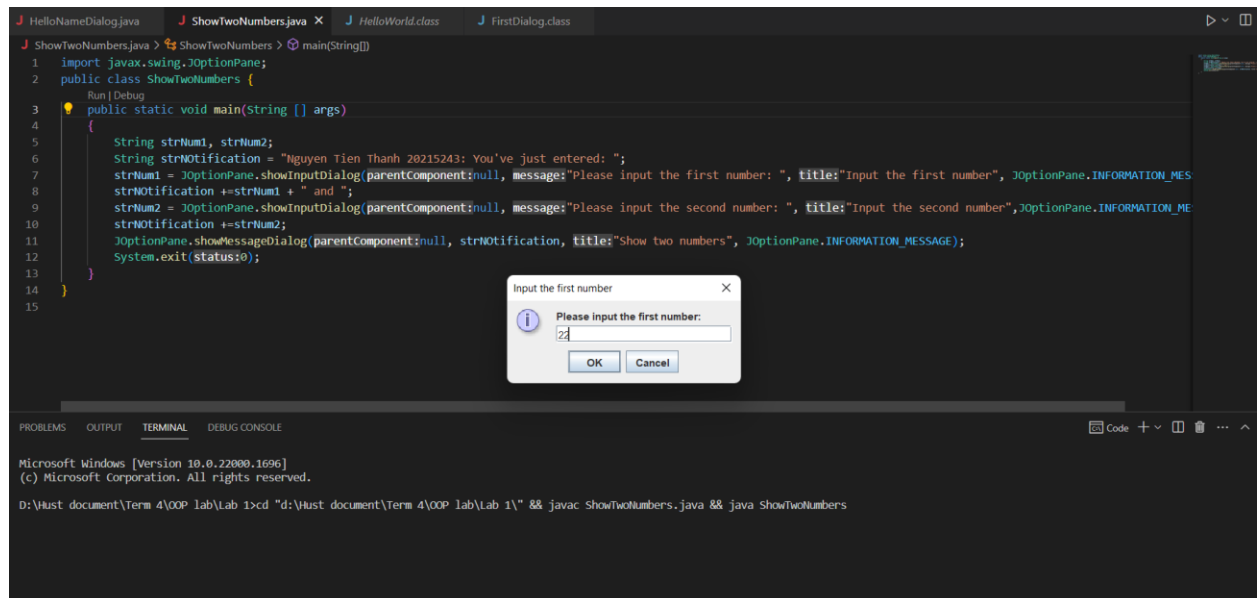 HelloNameDialog.java ShowTwoNumbers.java HelloWorld.class FirstDialog.class
ShowTwoNumbers.java > ShowTwoNumbers > main(String[])
1 import javax.swing.JOptionPane;
2 public class ShowTwoNumbers {
Run | Debug
3 public static void main(String [] args)
4 {
5 String strNum1, strNum2;
6 String strNOtification = "Nguyen Tien Thanh 20215243: You've just entered: ";
7 strNum1 = JOptionPane.showInputDialog(parentComponent:null, message:"Please input the first number: ", title:"Input the first number", JOptionPane.INFORMATION_MES
8 strNOtification +=strNum1 + " and ";
9 strNum2 = JOptionPane.showInputDialog(parentComponent:null, message:"Please input the second number: ", title:"Input the second number",JOptionPane.INFORMATION_ME
10 strNOtification +=strNum2;
11 JOptionPane.showMessageDialog(parentComponent:null, strNOtification, title:"Show two numbers", JOptionPane.INFORMATION_MESSAGE);
12 System.exit(status:0);
13 }
14 }
15
Input the first number
Please input the first number:
22
OK Cancel
PROBLEMS OUTPUT TERMINAL DEBUG CONSOLE Code
Microsoft Windows [Version 10.0.22000.1696]
(c) Microsoft Corporation. All rights reserved.
D:\Hust document\Term 4\OOP lab\Lab 1>cd "d:\Hust document\Term 4\OOP lab\Lab 1\" && javac ShowTwoNumbers.java && java ShowTwoNumbers